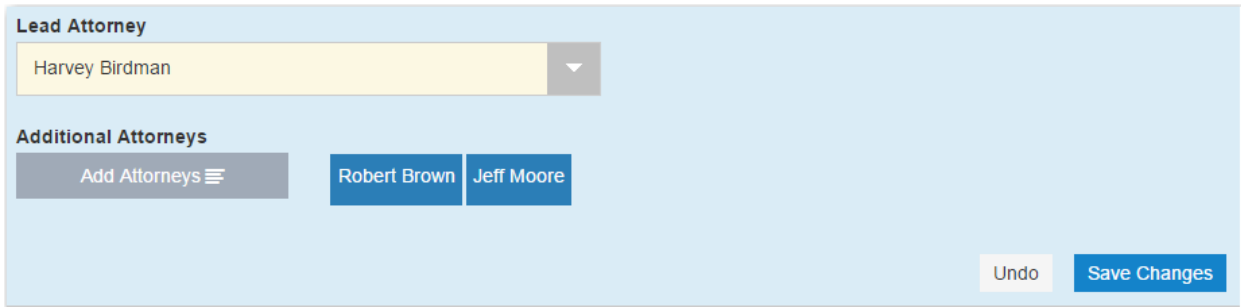 Lead Attorney
Harvey Birdman
Additional Attorneys
Add Attorneys Robert Brown Jeff Moore
Undo Save Changes